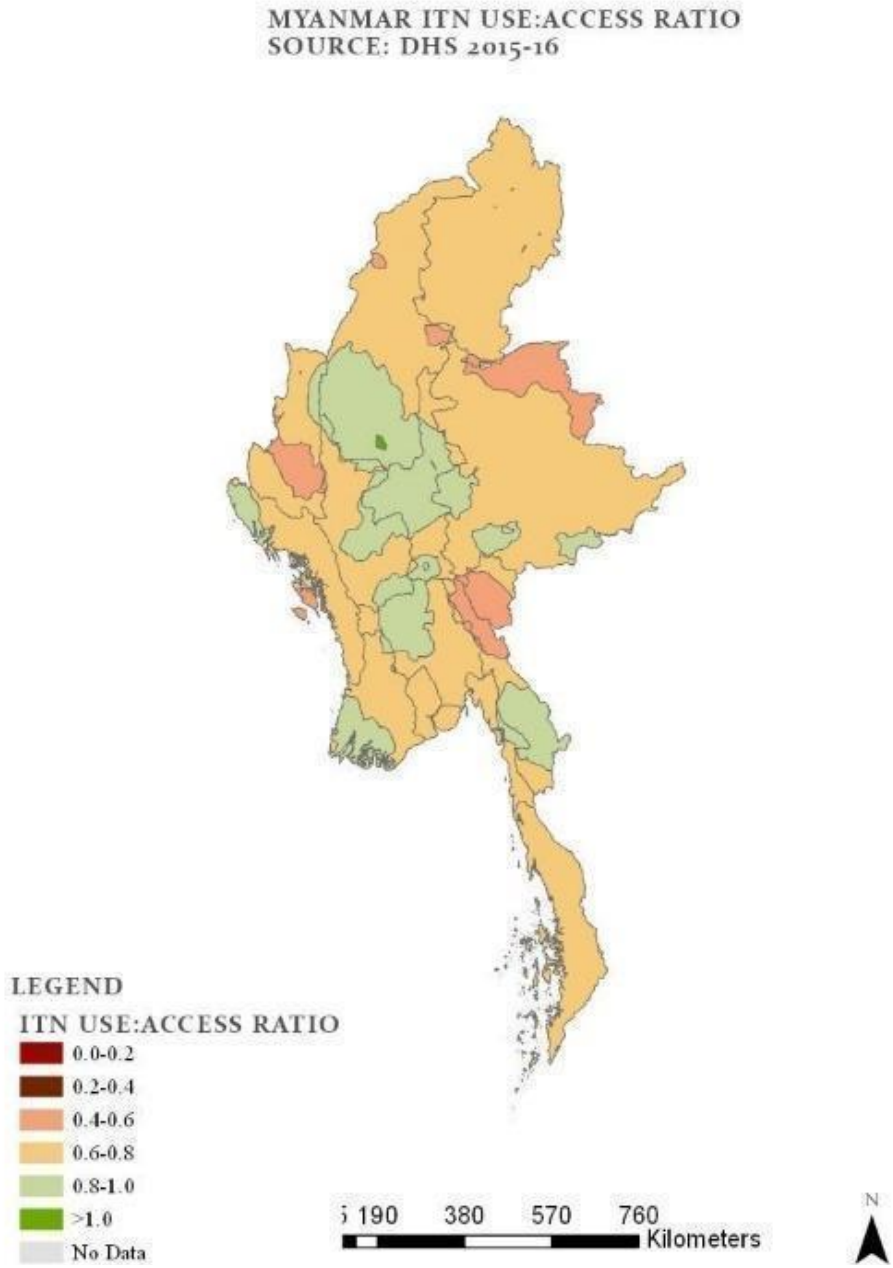 MYANMAR ITN USE:ACCESS RATIO
SOURCE: DHS 2015-16
LEGEND
ITN USE:ACCESS RATIO
0.0-0.2
0.2-0.4
0.4-0.6
0.6-0.8
0.8-1.0
>1.0
No Data
5 190 380 570 760
Kilometers
N